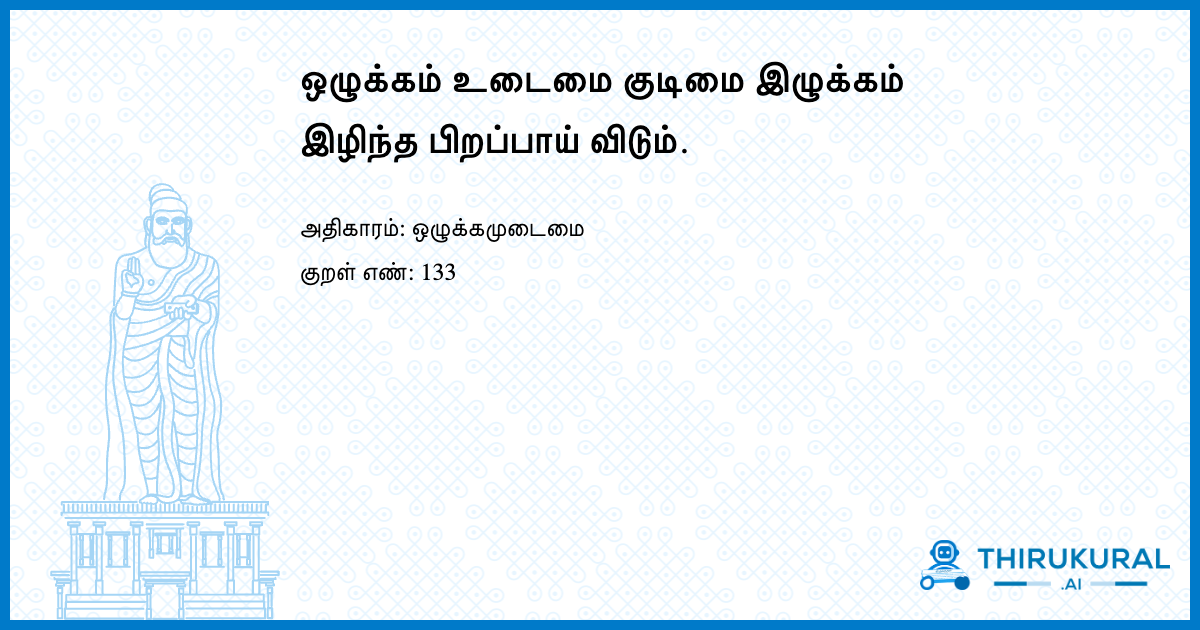 ஒழுக்கம் உடைமை குடிமை இழுக்கம்
இழிந்த பிறப்பாய் விடும்.
அதிகாரம்: ஒழுக்கமுடைமை
குறள் எண்: 133
THIRUKURAL
.AI